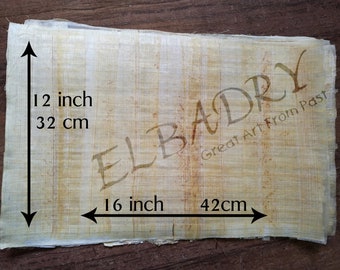 12 inch
32 cm
ELBADRY
Great Art From Past
16 inch 42cm